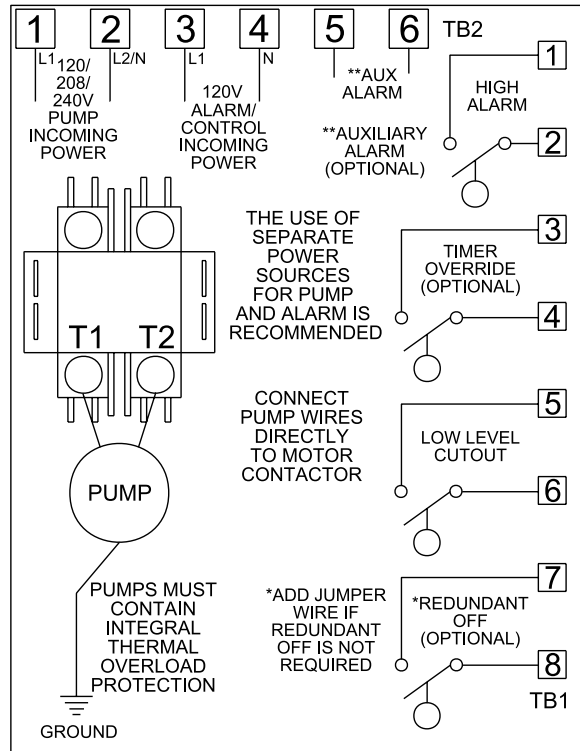 1
2
3
4
5
6
TB2
L1
L2/N
L1
N
120/
208/
240V
PUMP
INCOMING
POWER
120V
ALARM/
CONTROL
INCOMING
POWER
**AUX
ALARM
**AUXILIARY
ALARM
(OPTIONAL)
1
HIGH
ALARM
2
THE USE OF
SEPARATE
POWER
SOURCES
FOR PUMP
AND ALARM IS
RECOMMENDED
3
TIMER
OVERRIDE
(OPTIONAL)
4
T1
T2
CONNECT
PUMP WIRES
DIRECTLY
TO MOTOR
CONTACTOR
5
LOW LEVEL
CUTOUT
6
PUMP
PUMPS MUST
CONTAIN
INTEGRAL
THERMAL
OVERLOAD
PROTECTION
GROUND
*ADD JUMPER
WIRE IF
REDUNDANT
OFF IS NOT
REQUIRED
7
*REDUNDANT
OFF
(OPTIONAL)
8
TB1